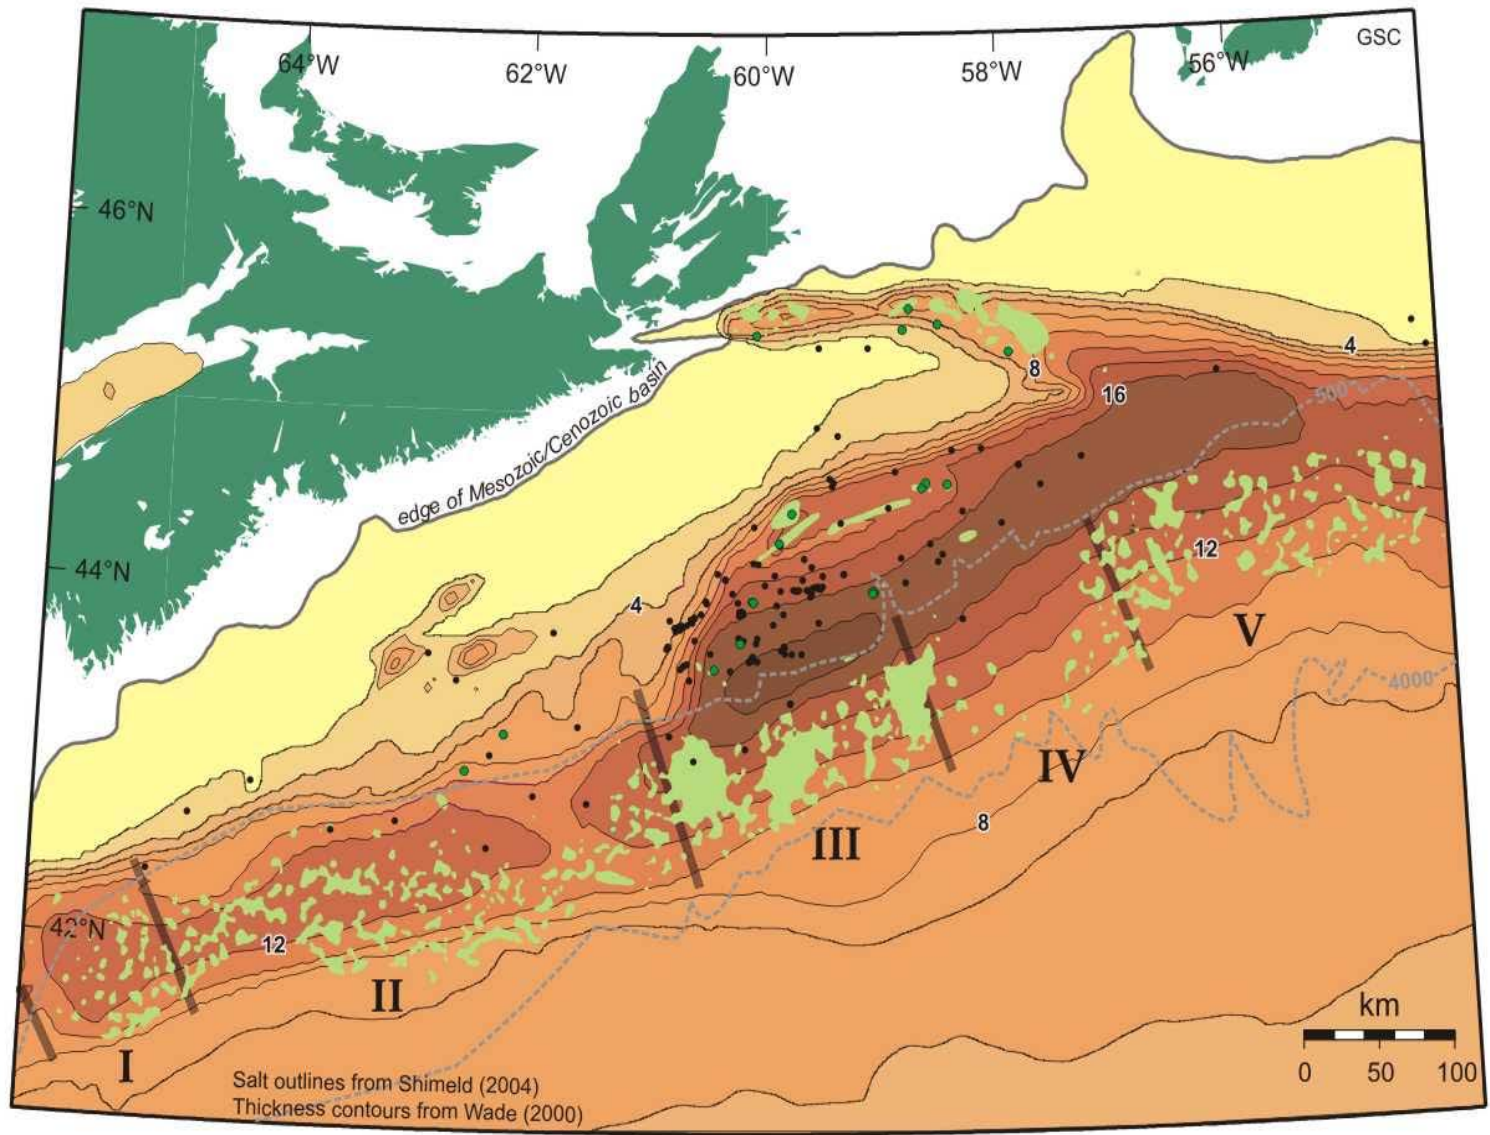 GSC
64°W
62°W
60°W
58°W
56°W
46°N
4
8
16
500
edge of Mesozoic/Cenozoic basin
44°N
12
4
V
4000
IV
8
III
42°N
12
II
km
I
0 50 100
Salt outlines from Shimeld (2004)
Thickness contours from Wade (2000)